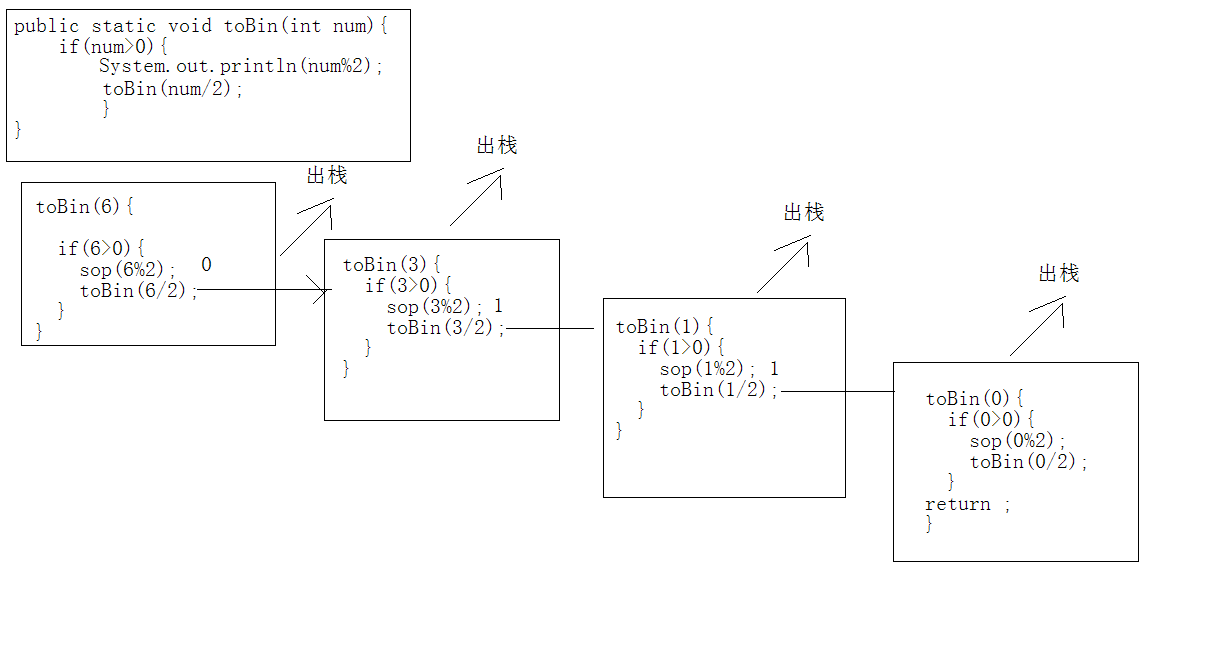 public static void toBin(int num){
if(num>0){
System.out.println(num%2);
toBin(num/2);
}
}
出栈
出栈
toBin(6){
if(6>0){
sop(6%2); 0
toBin(6/2);
}
}
toBin(3){
if(3>0){
sop(3%2); 1
toBin(3/2);
}
}
出栈
toBin(1){
if(1>0){
sop(1%2); 1
toBin(1/2);
}
}
出栈
toBin(0){
if(0>0){
sop(0%2);
toBin(0/2);
}
return ;
}